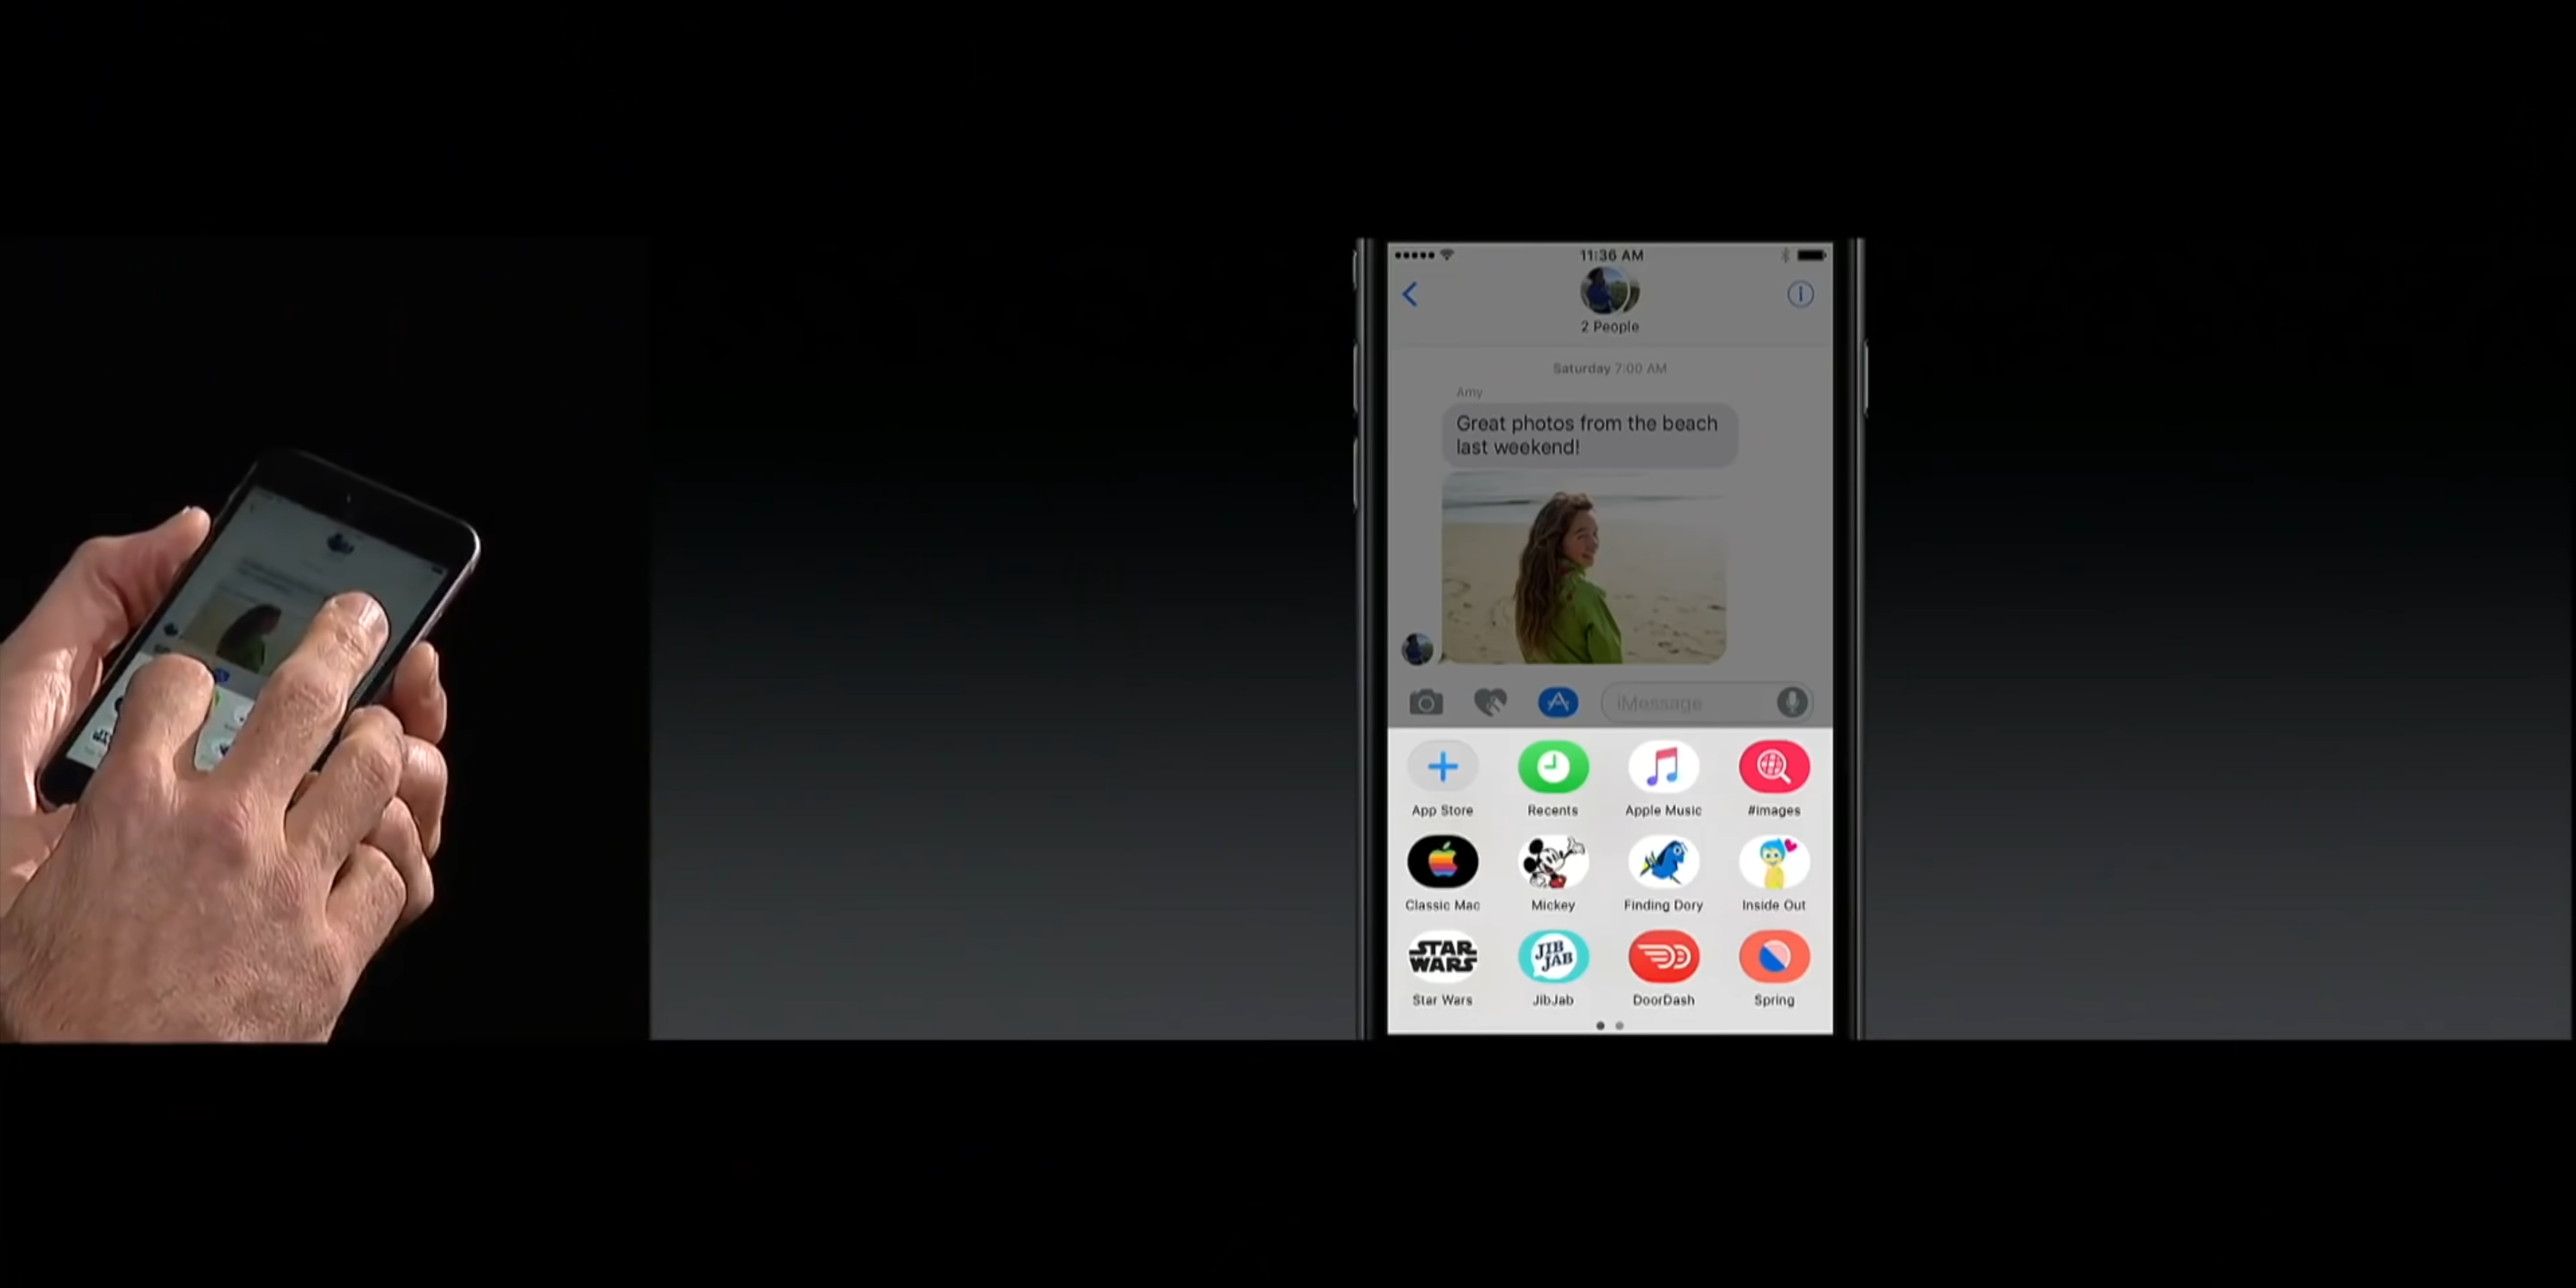 11:36 AM
2 People
Saturday 7:00 AM
Amy
Great photos from the beach
last weekend!
iMessage
App Store
Recents
Apple Music
#images
Classic Mac
Mickey
Finding Dory
Inside Out
STAR
WARS
JIB
JAB
Star Wars
JibJab
DoorDash
Spring